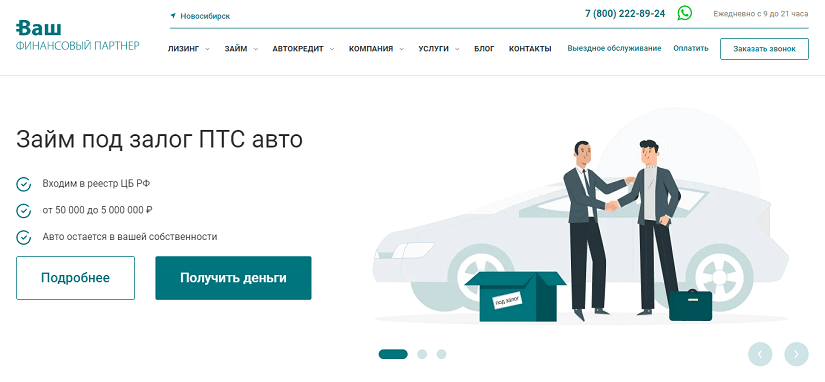 Ваш
ФИНАНСОВЫЙ ПАРТНЕР
Новосибирск
7 (800) 222-89-24
Ежедневно с 9 до 21 часа
ЛИЗИНГ ЗАЙМ АВТОКРЕДИТ КОМПАНИЯ УСЛУГИ БЛОГ КОНТАКТЫ Выездное обслуживание Оплатить Заказать звонок
Займ под залог ПТС авто
Входим в реестр ЦБ РФ
от 50 000 до 5 000 000 ₽
Авто остается в вашей собственности
Подробнее Получить деньги
под залог